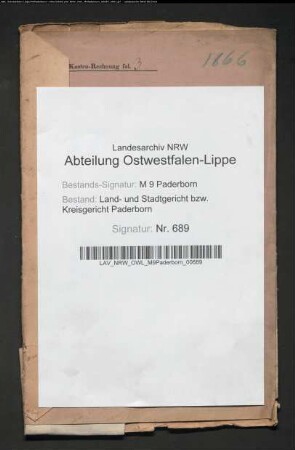 1866
Kosten-Rechnung fol. 3
Landesarchiv NRW
Abteilung Ostwestfalen-Lippe
Bestands-Signatur: M 9 Paderborn
Bestand: Land- und Stadtgericht bzw.
Kreisgericht Paderborn
Signatur: Nr. 689